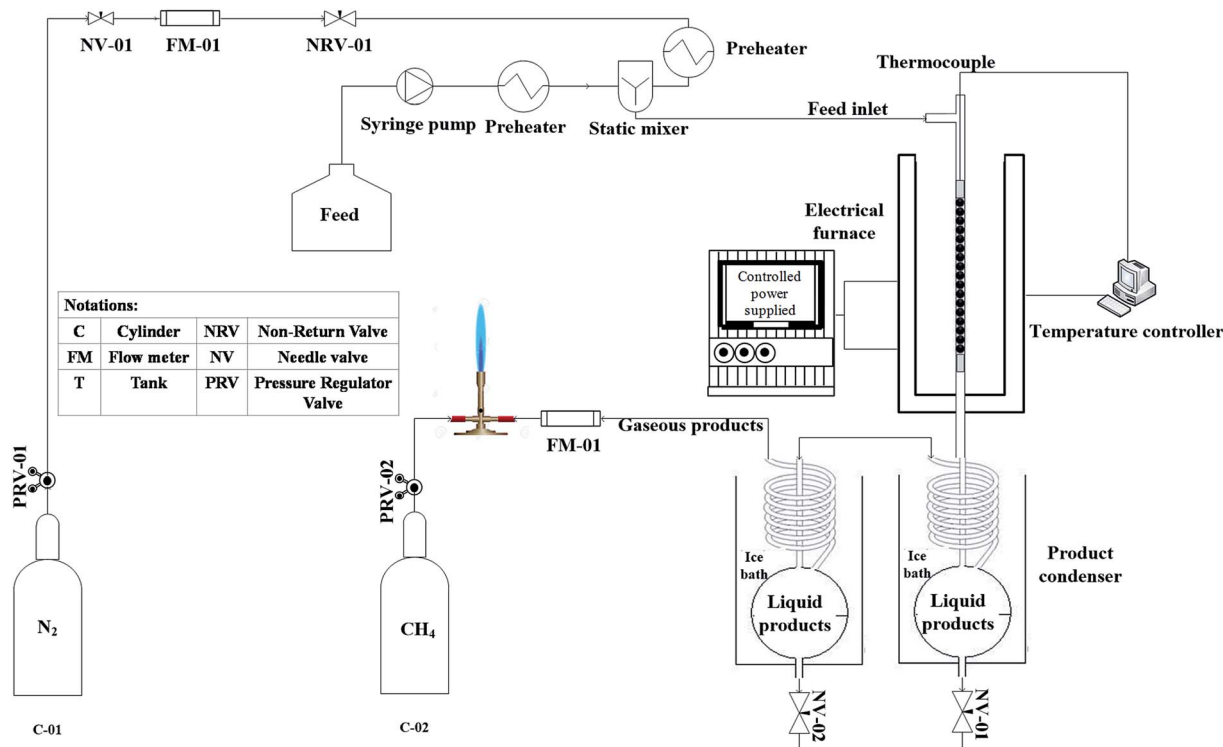 NV-01
FM-01
NRV-01
Preheater
Thermocouple
Syringe pump
Preheater
Static mixer
Feed inlet
Feed
Electrical
furnace
Controlled
power
supplied
Temperature controller
Notations:
C Cylinder NRV Non-Return Valve
FM Flow meter NV Needle valve
T Tank PRV Pressure Regulator
Valve
FM-01
Gaseous products
PRV-01
PRV-02
Ice
bath
Ice
bath
Product
condenser
Liquid
products
Liquid
products
N₂
CH₄
NV-02
NV-01
C-01
C-02